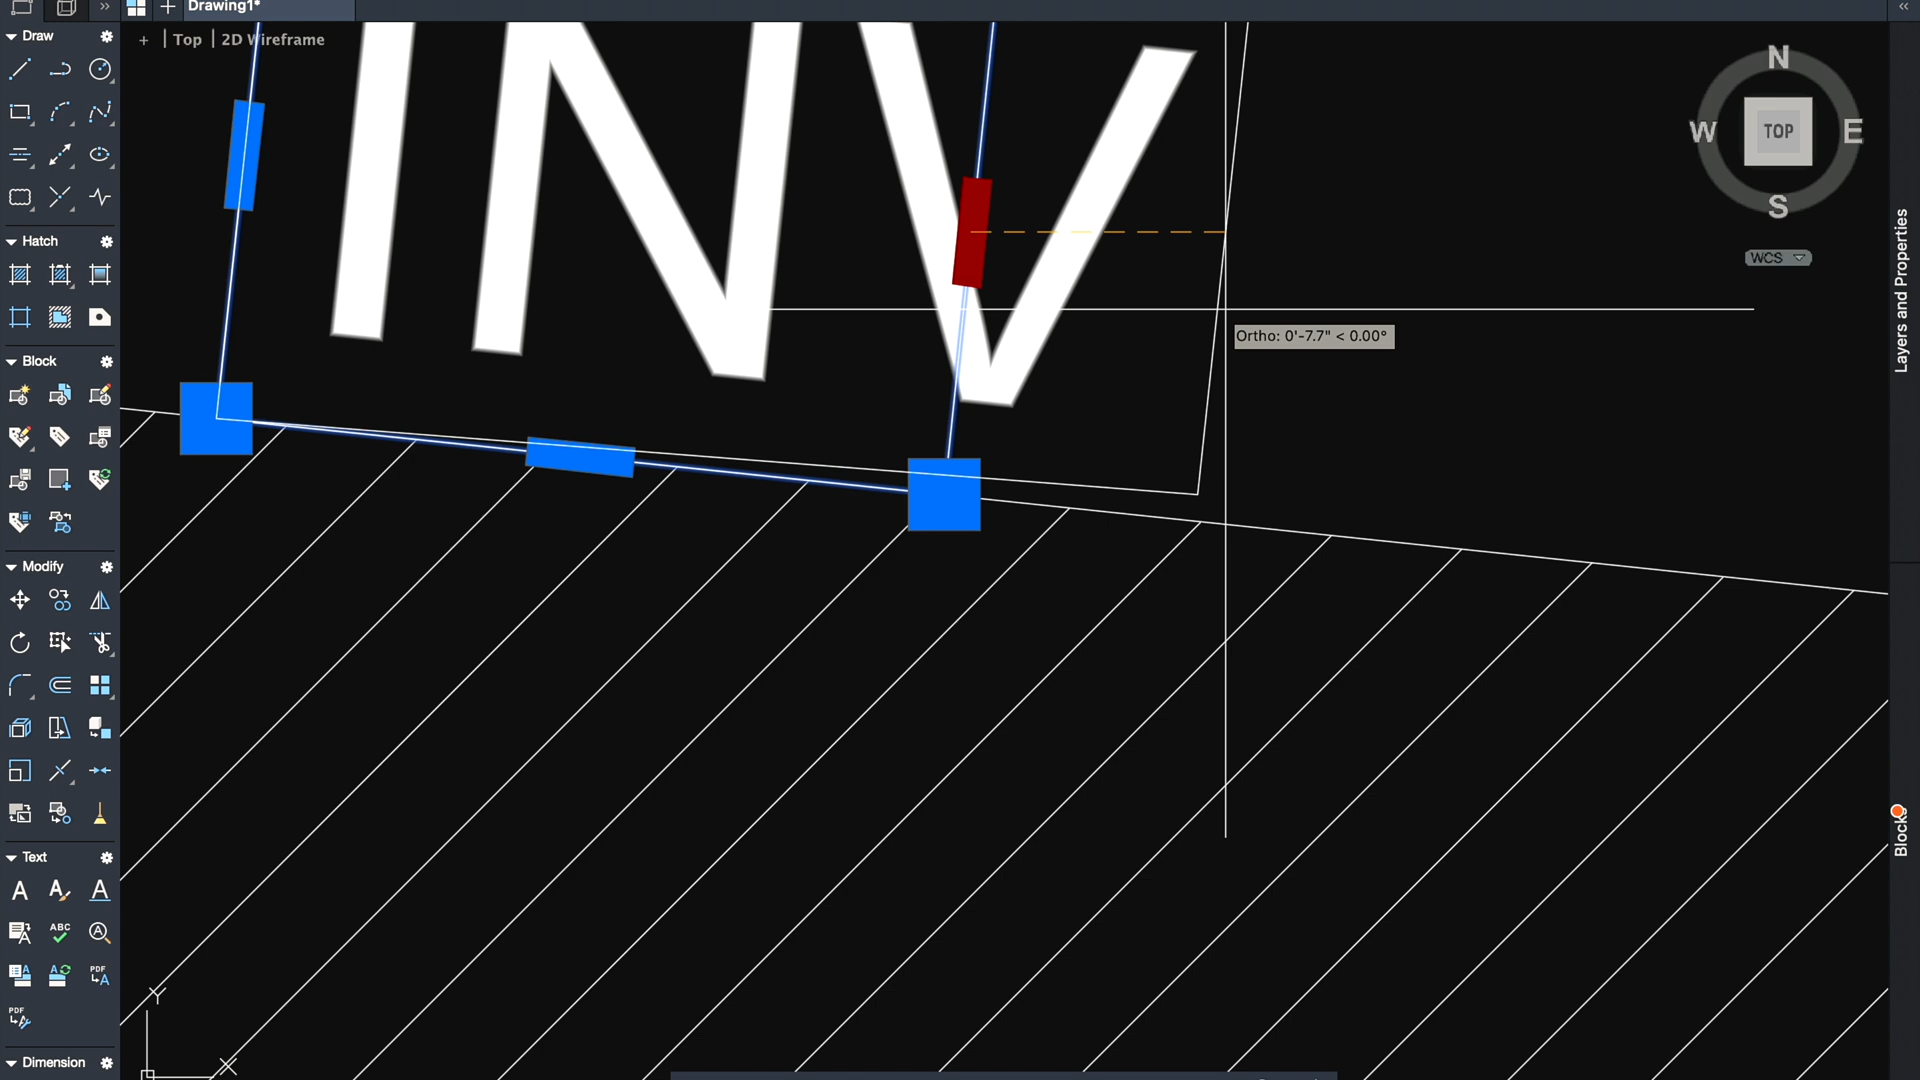 Drawing1*
Draw
+ | Top | 2D Wireframe
N
W TOP E
S
WCS
INV
Ortho: 0'-7.7" < 0.00°
Hatch
Block
Modify
Text
A A A
A ABC A
A A PDF A
PDF
Dimension
Y
X
Layers and Properties
Blocks